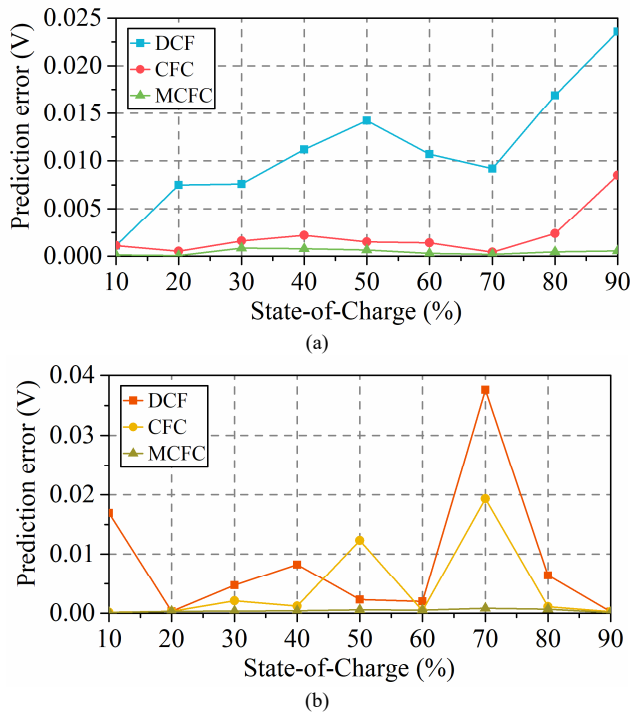 0.025
0.020
0.015
0.010
0.005
0.000
Prediction error (V)
DCF
CFC
MCFC
10 20 30 40 50 60 70 80 90
State-of-Charge (%)
(a)
0.04
0.03
0.02
0.01
0.00
Prediction error (V)
DCF
CFC
MCFC
10 20 30 40 50 60 70 80 90
State-of-Charge (%)
(b)